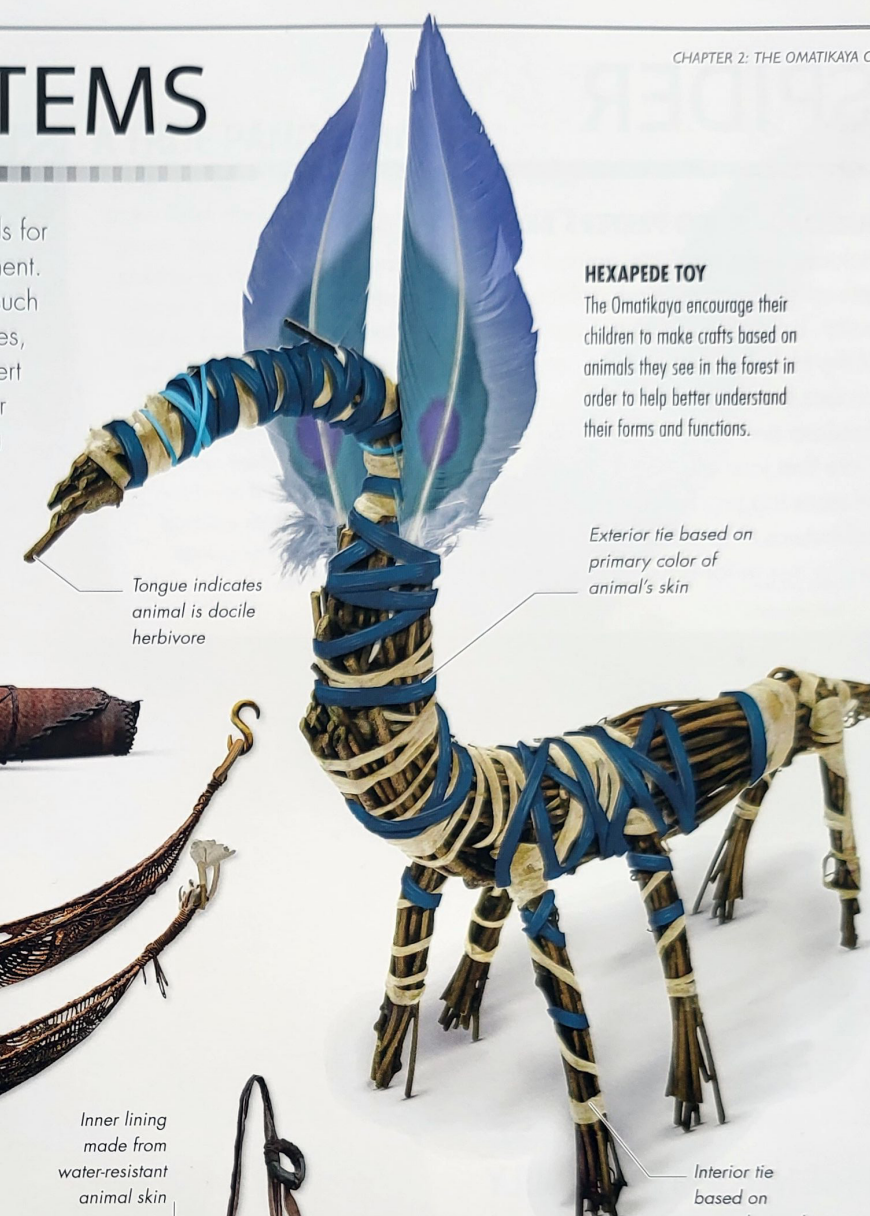 TEMS
CHAPTER 2: THE OMATIKAYA
s for
ent.
uch
es,
ert
r
HEXAPEDE TOY
The Omatikaya encourage their
children to make crafts based on
animals they see in the forest in
order to help better understand
their forms and functions.
Exterior tie based on
primary color of
animal's skin
Tongue indicates
animal is docile
herbivore
Inner lining
made from
water-resistant
animal skin
Interior tie
based on